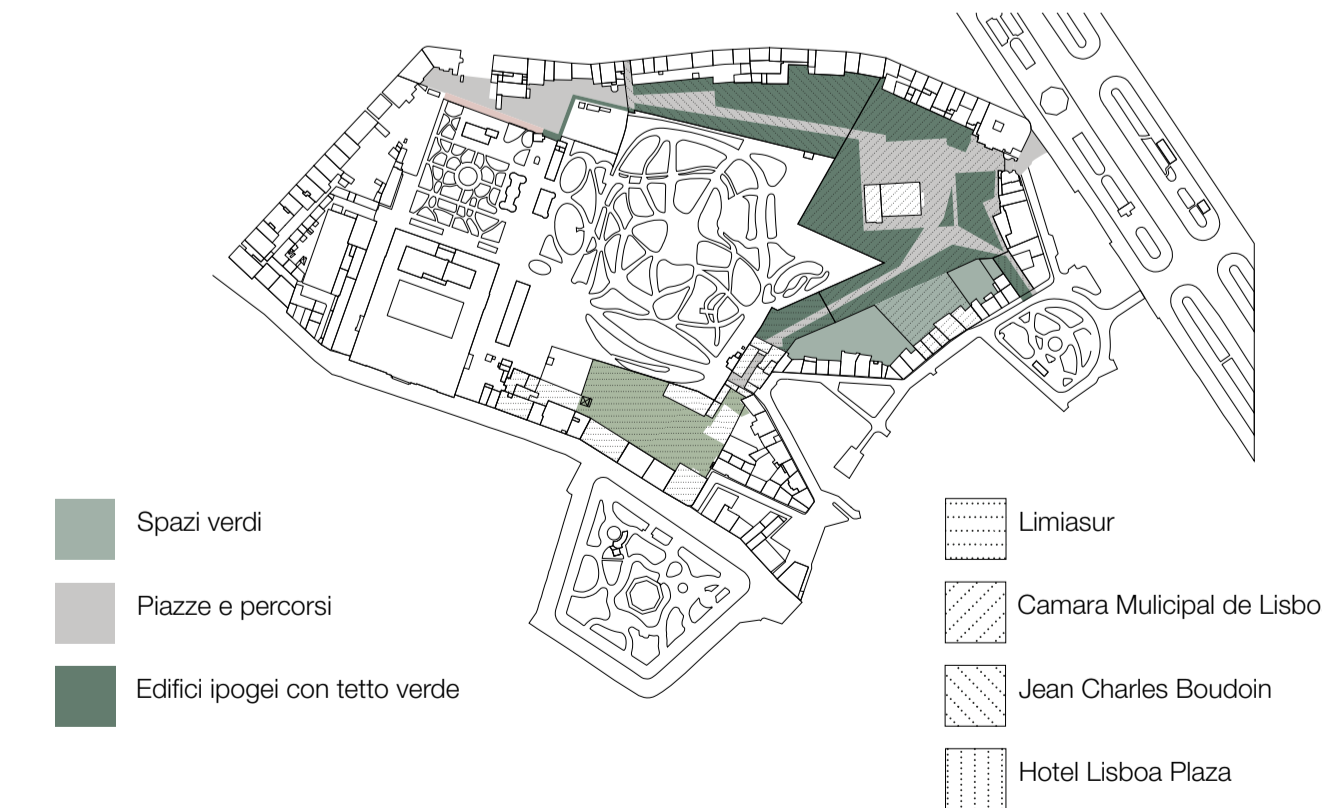 Spazi verdi
Piazze e percorsi
Edifici ipogei con tetto verde
Limiasur
Camara Mulicipal de Lisbo
Jean Charles Boudoin
Hotel Lisboa Plaza